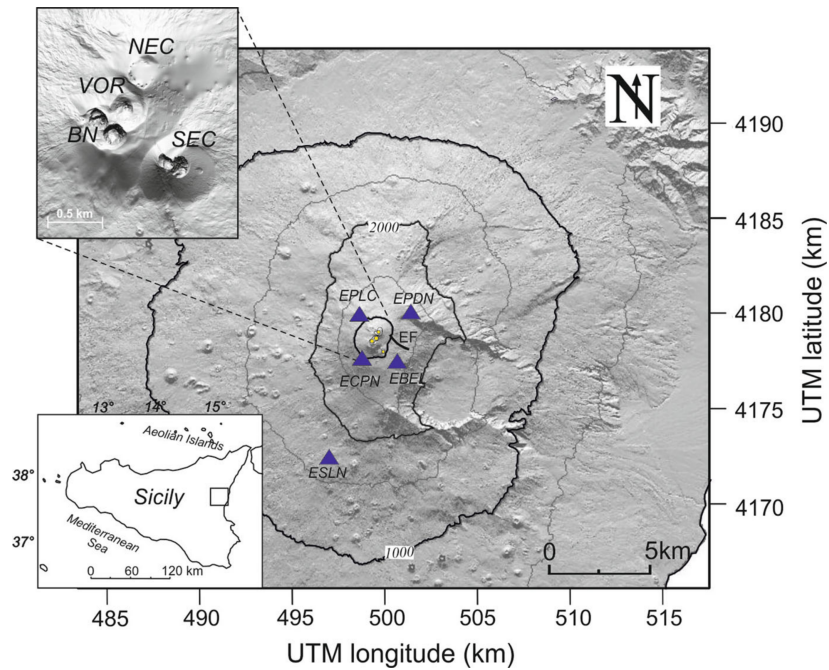 NEC
VOR
BN
SEC
0.5 km
N
4190
4185
4180
4175
4170
UTM latitude (km)
2000
EPLC
EPDN
EF
ECPN
EBEL
ESLN
1000
0
5km
13°
14°
15°
Aeolian Islands
38°
Sicily
37°
Mediterranean
Sea
0 60 120 km
485 490 495 500 505 510 515
UTM longitude (km)